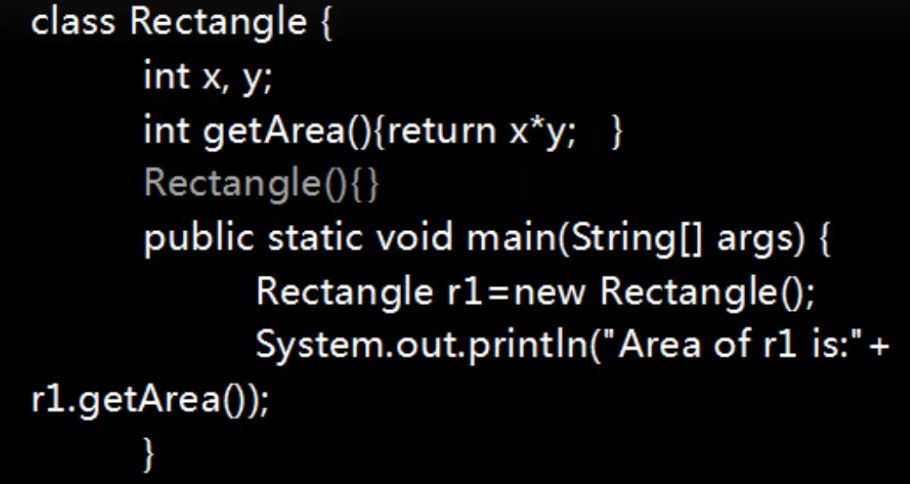 class Rectangle {
int x, y;
int getArea(){return x*y;   }
Rectangle(){}
public static void main(String[] args) {
Rectangle r1=new Rectangle();
System.out.println("Area of r1 is:"+
r1.getArea());
}